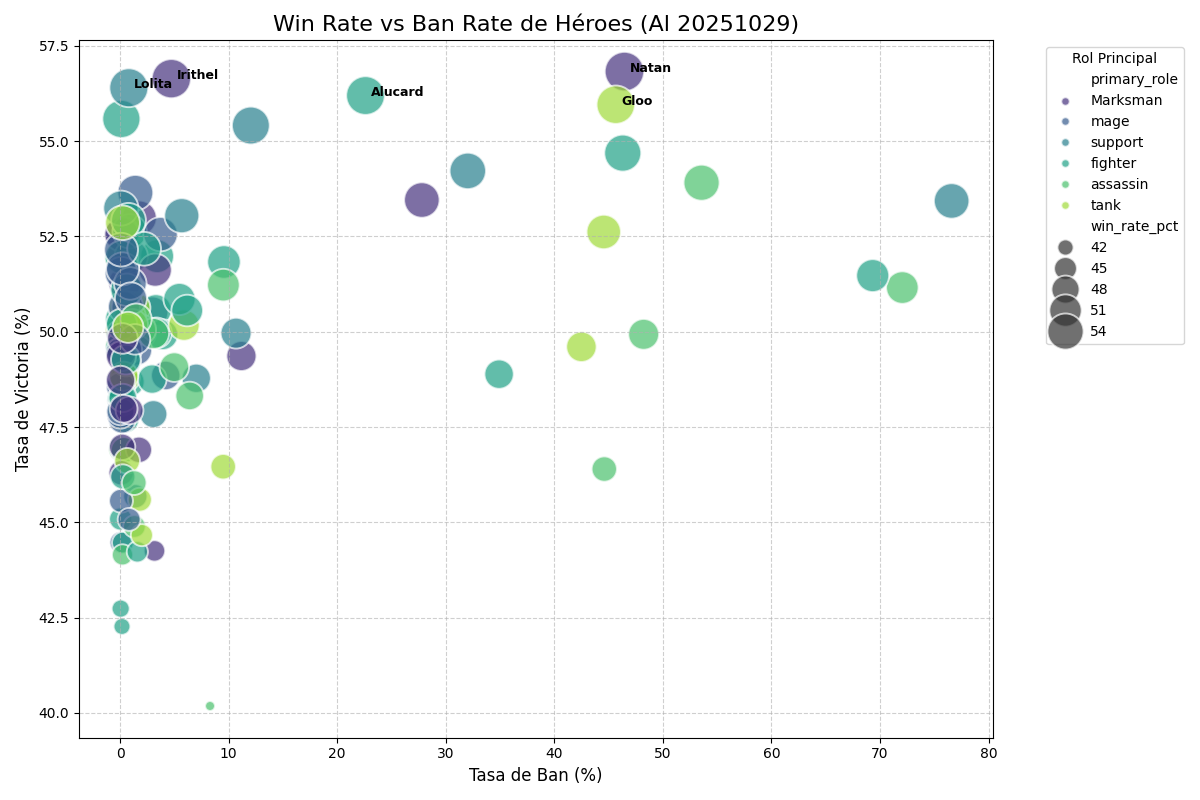 Win Rate vs Ban Rate de Héroes (Al 20251029)
57.5
55.0
52.5
50.0
47.5
45.0
42.5
40.0
Tasa de Victoria (%)
Lolita
Irithel
Alucard
Natan
Gloo
0
10
20
30
40
50
60
70
80
Tasa de Ban (%)
Rol Principal
primary_role
Marksman
mage
support
fighter
assassin
tank
win_rate_pct
42
45
48
51
54